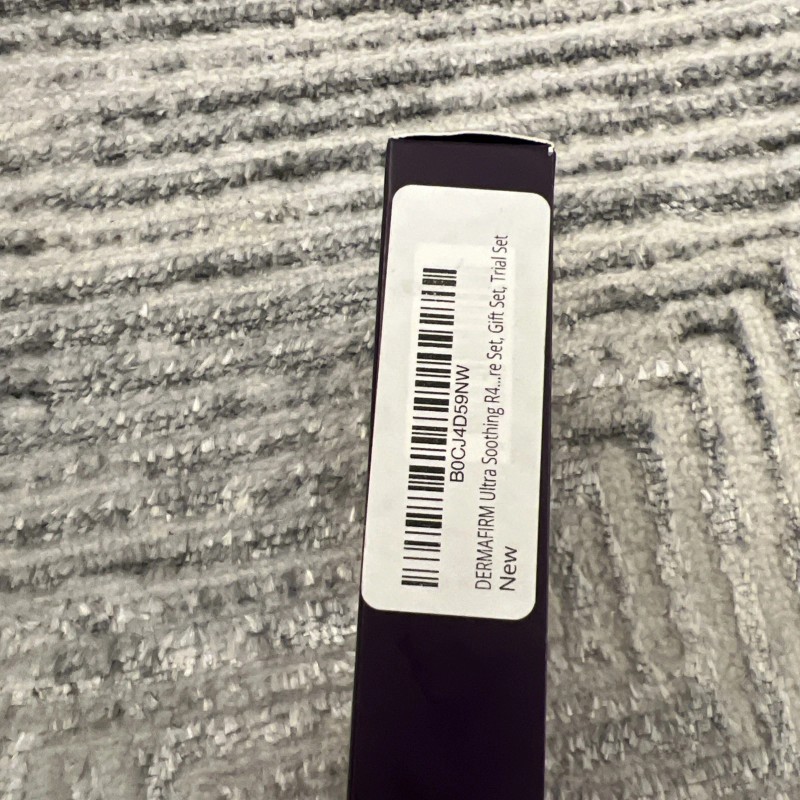 B0CJ4D59NW
DERMAFIRM Ultra Soothing R4...re Set, Gift Set, Trial Set
New